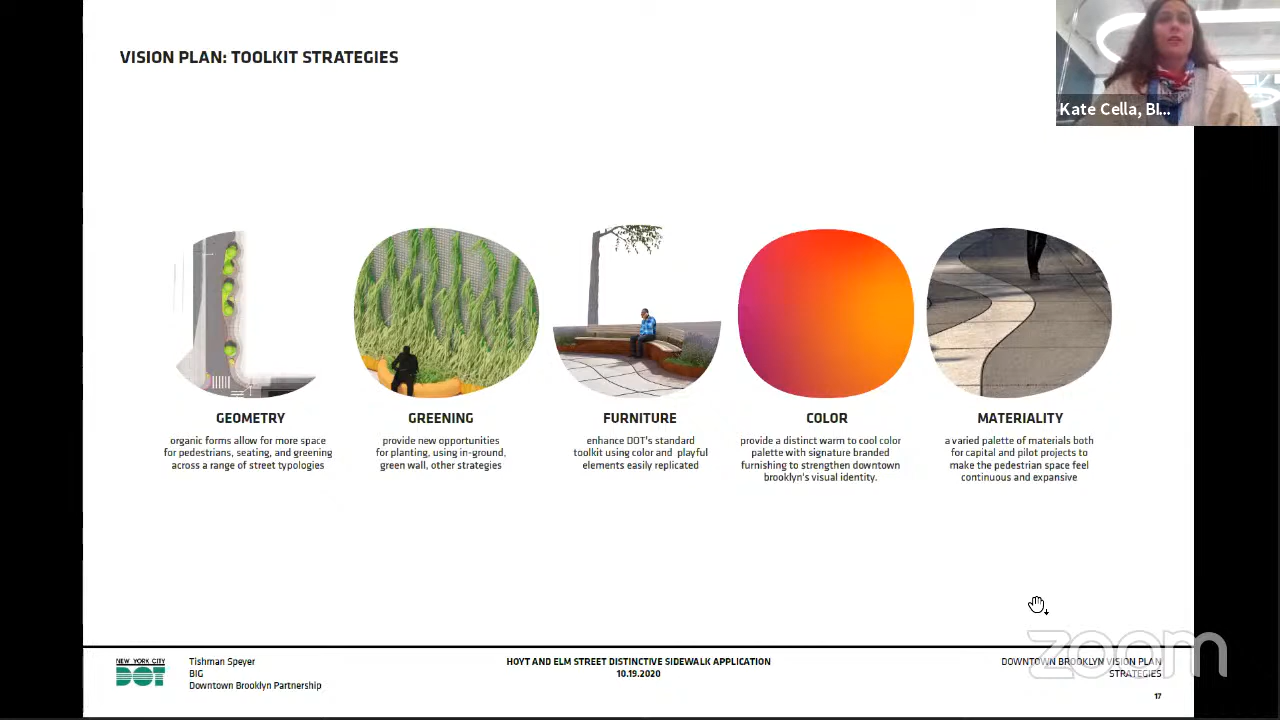 VISION PLAN: TOOLKIT STRATEGIES
Kate Cella, BI...
GEOMETRY
organic forms allow for more space
for pedestrians, seating, and greening
across a range of street typologies
GREENING
provide new opportunities
for planting, using in-ground,
green wall, other strategies
FURNITURE
enhance DOT's standard
toolkit using color and playful
elements easily replicated
COLOR
provide a distinct warm to cool color
palette with signature branded
furnishing to strengthen downtown
brooklyn's visual identity.
MATERIALITY
a varied palette of materials both
for capital and pilot projects to
make the pedestrian space feel
continuous and expansive
NEW YORK CITY
DOT
Tishman Speyer
BIG
Downtown Brooklyn Partnership
HOYT AND ELM STREET DISTINCTIVE SIDEWALK APPLICATION
10.19.2020
DOWNTOWN BROOKLYN VISION PLAN
STRATEGIES
17
zoom